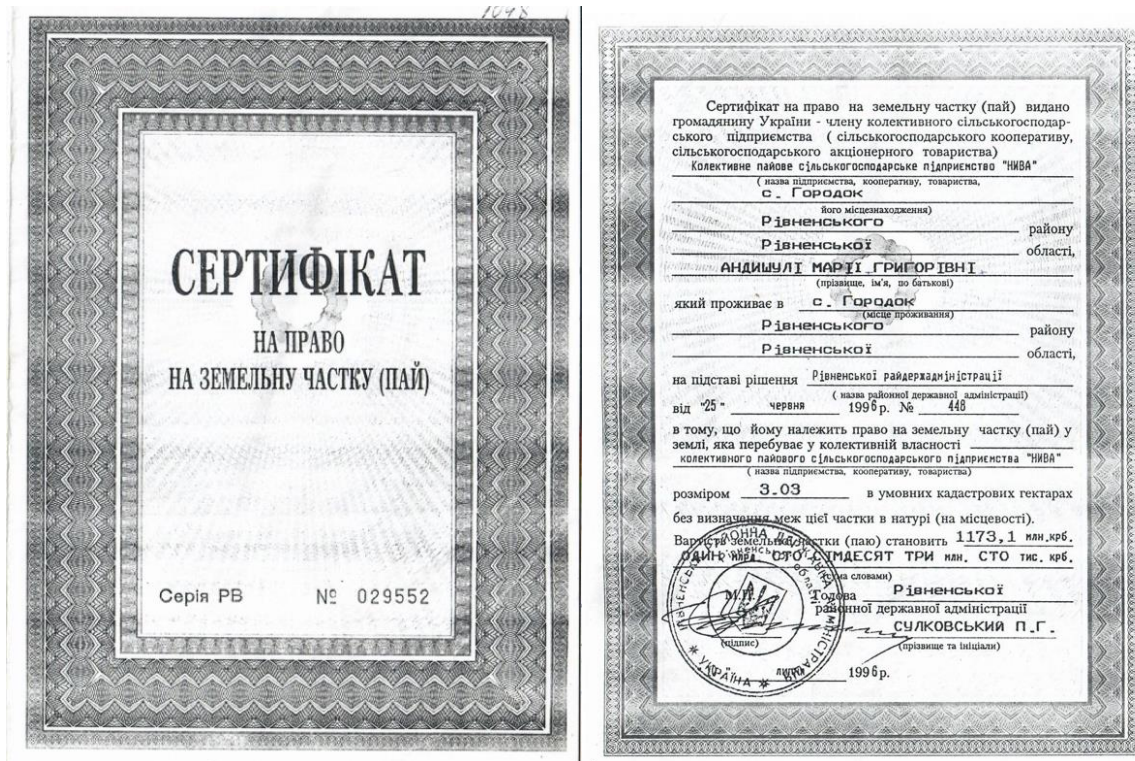 1048
СЕРТИФІКАТ
НА ПРАВО
НА ЗЕМЕЛЬНУ ЧАСТКУ (ПАЙ)
Серія РВ № 029552
Сертифікат на право на земельну частку (пай) видано
громадянину України - члену колективного сільськогосподар-
ського підприємства ( сільськогосподарського кооперативу,
сільськогосподарського акціонерного товариства)
Колективне пайове сільськогосподарське підприємство "НИВА"
( назва підприємства, кооперативу, товариства,
с. Городок
його місцезнаходження)
Рівненського району
Рівненської області,
АНДИШУЛІ МАРІЇ ГРИГОРІВНІ
(прізвище, ім'я, по батькові)
який проживає в с. Городок
(місце проживання)
Рівненського району
Рівненської області,
на підставі рішення Рівненської райдержадміністрації
( назва районної державної адміністрації)
від "25" червня 1996 р. № 448
в тому, що йому належить право на земельну частку (пай) у
землі, яка перебуває у колективній власності
колективного пайового сільськогосподарського підприємства "НИВА"
( назва підприємства, кооперативу, товариства)
розміром 3.03 в умовних кадастрових гектарах
без визначення меж цієї частки в натурі (на місцевості).
Вартість земельної частки (паю) становить 1173,1 млн.крб.
ОДИН млрд. СТО СІМДЕСЯТ ТРИ млн. СТО тис. крб.
(сума словами)
М.П. Голова Рівненської
районної державної адміністрації
СУЛКОВСЬКИЙ П.Г.
(підпис) (прізвище та ініціали)
1996 р.
УКРАЇНА